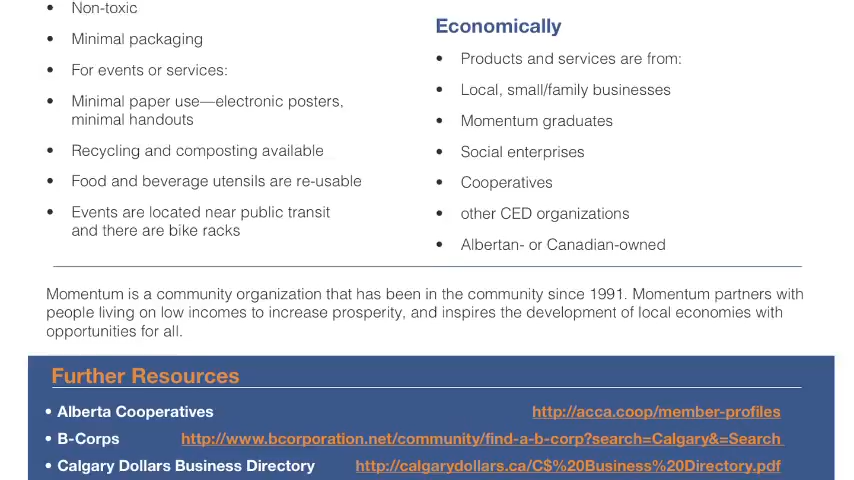 • Non-toxic
• Minimal packaging
• For events or services:
• Minimal paper use—electronic posters,
minimal handouts
• Recycling and composting available
• Food and beverage utensils are re-usable
• Events are located near public transit
and there are bike racks
Economically
• Products and services are from:
• Local, small/family businesses
• Momentum graduates
• Social enterprises
• Cooperatives
• other CED organizations
• Albertan- or Canadian-owned
Momentum is a community organization that has been in the community since 1991. Momentum partners with
people living on low incomes to increase prosperity, and inspires the development of local economies with
opportunities for all.
Further Resources
• Alberta Cooperatives http://acca.coop/member-profiles
• B-Corps http://www.bcorporation.net/community/find-a-b-corp?search=Calgary&=Search
• Calgary Dollars Business Directory http://calgarydollars.ca/C$%20Business%20Directory.pdf